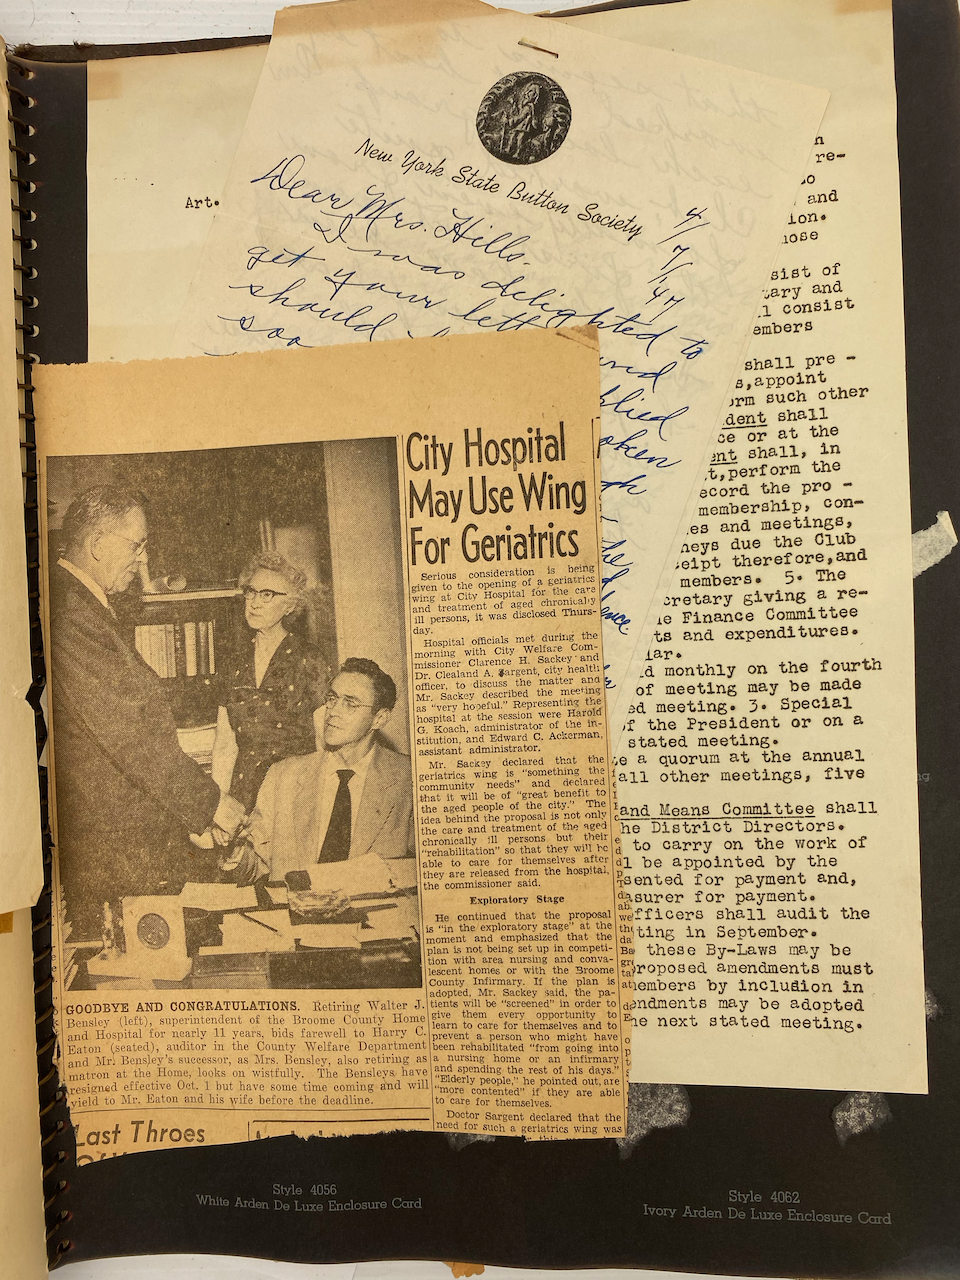 New York State Button Society
4/7/47
Dear Mrs. Hills.
I was delighted to
get your
should
soo
Art.
re-
and
sist of
tary and
consist
embers
shall pre -
s,appoint
orm such other
dent shall
ce or at the
ent shall, in
t,perform the
ecord the pro -
membership, con-
es and meetings,
neys due the Club
eipt therefore,and
members. 5. The
cretary giving a re-
e Finance Committee
ts and expenditures.
lar.
d monthly on the fourth
of meeting may be made
ed meeting. 3. Special
f the President or on a
stated meeting.
e a quorum at the annual
all other meetings, five
and Means Committee shall
he District Directors.
to carry on the work of
l be appointed by the
sented for payment and,
asurer for payment.
fficers shall audit the
ting in September.
these By-Laws may be
proposed amendments must
members by inclusion in
endments may be adopted
he next stated meeting.
City Hospital
May Use Wing
For Geriatrics
Serious consideration is being
given to the opening of a geriatrics
wing at City Hospital for the care
and treatment of aged chronically
ill persons, it was disclosed Thurs-
day.
Hospital officials met during the
morning with City Welfare Com-
missioner Clarence H. Sackey and
Dr. Clealand A. Sargent, city health
officer, to discuss the matter and
Mr. Sackey described the meeting
as "very hopeful." Representing the
hospital at the session were Harold
G. Koach, administrator of the in-
stitution, and Edward C. Ackerman,
assistant administrator.
Mr. Sackey declared that the
geriatrics wing is "something the
community needs" and declared
that it will be of "great benefit to
the aged people of the city." The
idea behind the proposal is not only
the care and treatment of the aged
chronically ill persons but their
"rehabilitation" so that they will be
able to care for themselves after
they are released from the hospital,
the commissioner said.
Exploratory Stage
He continued that the proposal
is "in the exploratory stage" at the
moment and emphasized that the
plan is not being set up in competi-
tion with area nursing and conva-
lescent homes or with the Broome
County Infirmary. If the plan is
adopted, Mr. Sackey said, the pa-
tients will be "screened" in order to
give them every opportunity to
learn to care for themselves and to
prevent a person who might have
been rehabilitated "from going into
a nursing home or an infirmary
and spending the rest of his days."
"Elderly people," he pointed out, are
"more contented" if they are able
to care for themselves.
Doctor Sargent declared that the
need for such a geriatrics wing was
GOODBYE AND CONGRATULATIONS. Retiring Walter J.
Bensley (left), superintendent of the Broome County Home
and Hospital for nearly 11 years, bids farewell to Harry C.
Eaton (seated), auditor in the County Welfare Department
and Mr. Bensley's successor, as Mrs. Bensley, also retiring as
matron at the Home, looks on wistfully. The Bensleys have
resigned effective Oct. 1 but have some time coming and will
yield to Mr. Eaton and his wife before the deadline.
Last Throes
Style 4056
White Arden De Luxe Enclosure Card
Style 4062
Ivory Arden De Luxe Enclosure Card